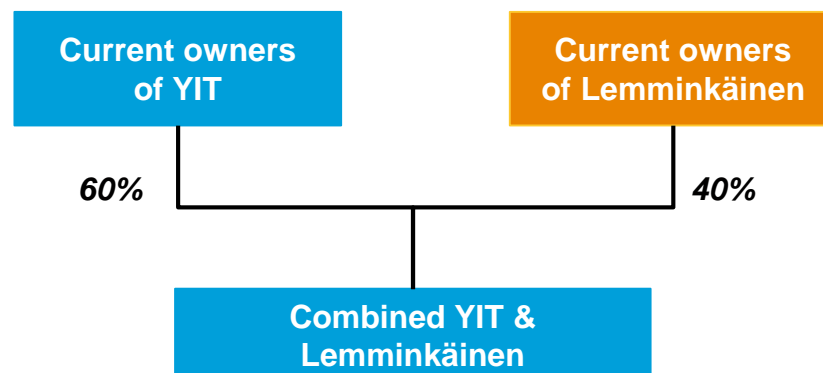 Current owners
of YIT
Current owners
of Lemminkäinen
60%
40%
Combined YIT &
Lemminkäinen